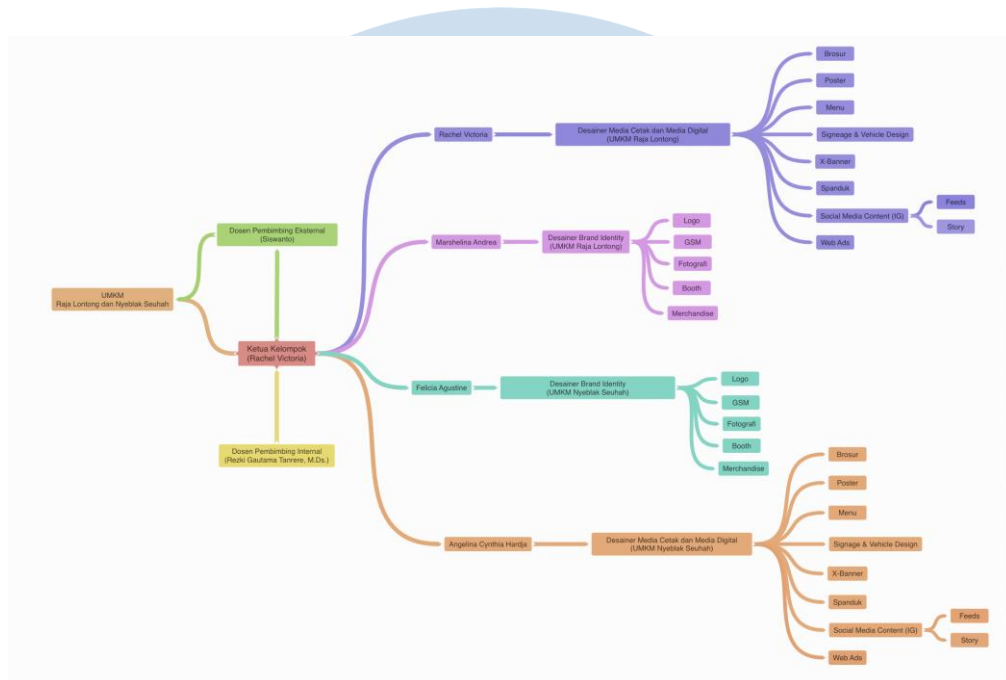 UMKM
Raja Lontong dan Nyeblak Seuhah
Dosen Pembimbing Eksternal
(Siswanto)
Ketua Kelompok
(Rachel Victoria)
Dosen Pembimbing Internal
(Rezki Gautama Tanrere, M.Ds.)
Rachel Victoria
Desainer Media Cetak dan Media Digital
(UMKM Raja Lontong)
Brosur
Poster
Menu
Signeage & Vehicle Design
X-Banner
Spanduk
Social Media Content (IG)
Feeds
Story
Web Ads
Marshelina Andrea
Desainer Brand Identity
(UMKM Raja Lontong)
Logo
GSM
Fotografi
Booth
Merchandise
Felicia Agustine
Desainer Brand Identity
(UMKM Nyeblak Seuhah)
Logo
GSM
Fotografi
Booth
Merchandise
Angelina Cynthia Hardja
Desainer Media Cetak dan Media Digital
(UMKM Nyeblak Seuhah)
Brosur
Poster
Menu
Signage & Vehicle Design
X-Banner
Spanduk
Social Media Content (IG)
Feeds
Story
Web Ads